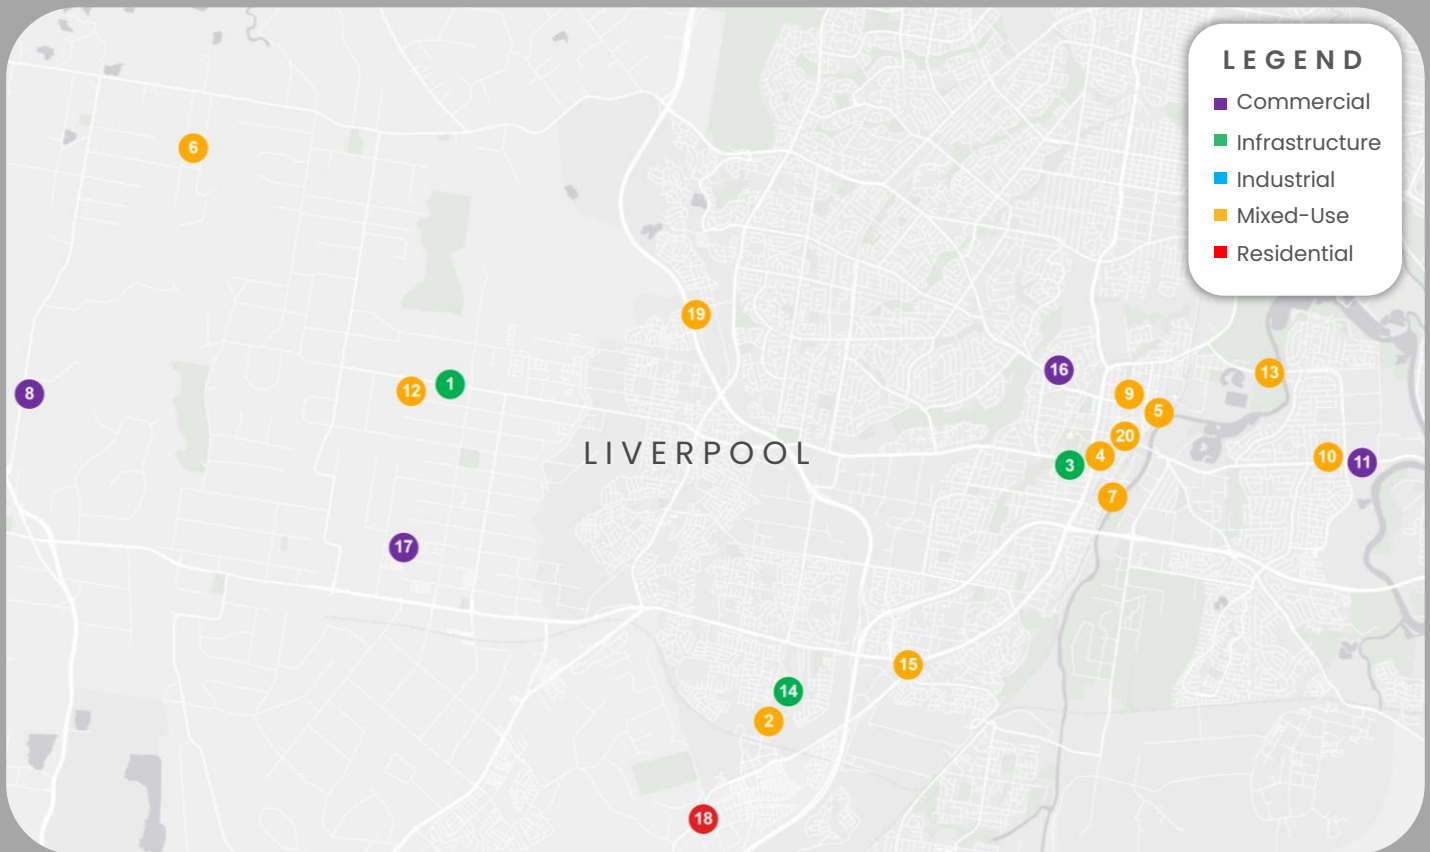 LEGEND
Commercial
Infrastructure
Industrial
Mixed-Use
Residential
6
19
16
13
8
12
1
9
5
20
LIVERPOOL
3
4
10
11
7
17
15
14
2
18